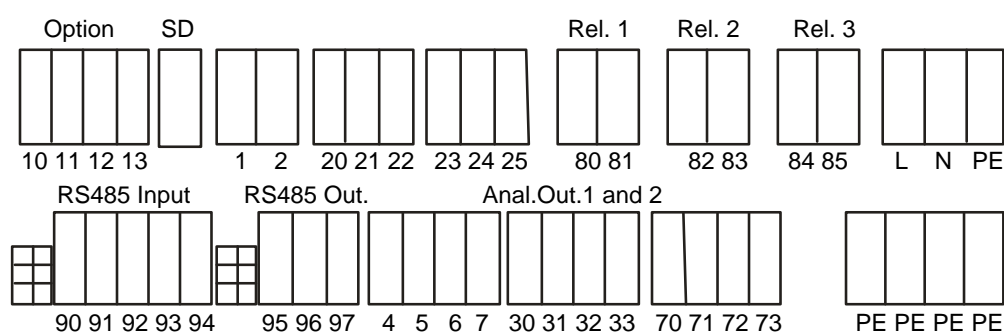 Option SD Rel. 1 Rel. 2 Rel. 3
10 11 12 13 1 2 20 21 22 23 24 25 80 81 82 83 84 85 L N PE
RS485 Input RS485 Out. Anal.Out.1 and 2
90 91 92 93 94 95 96 97 4 5 6 7 30 31 32 33 70 71 72 73 PE PE PE PE